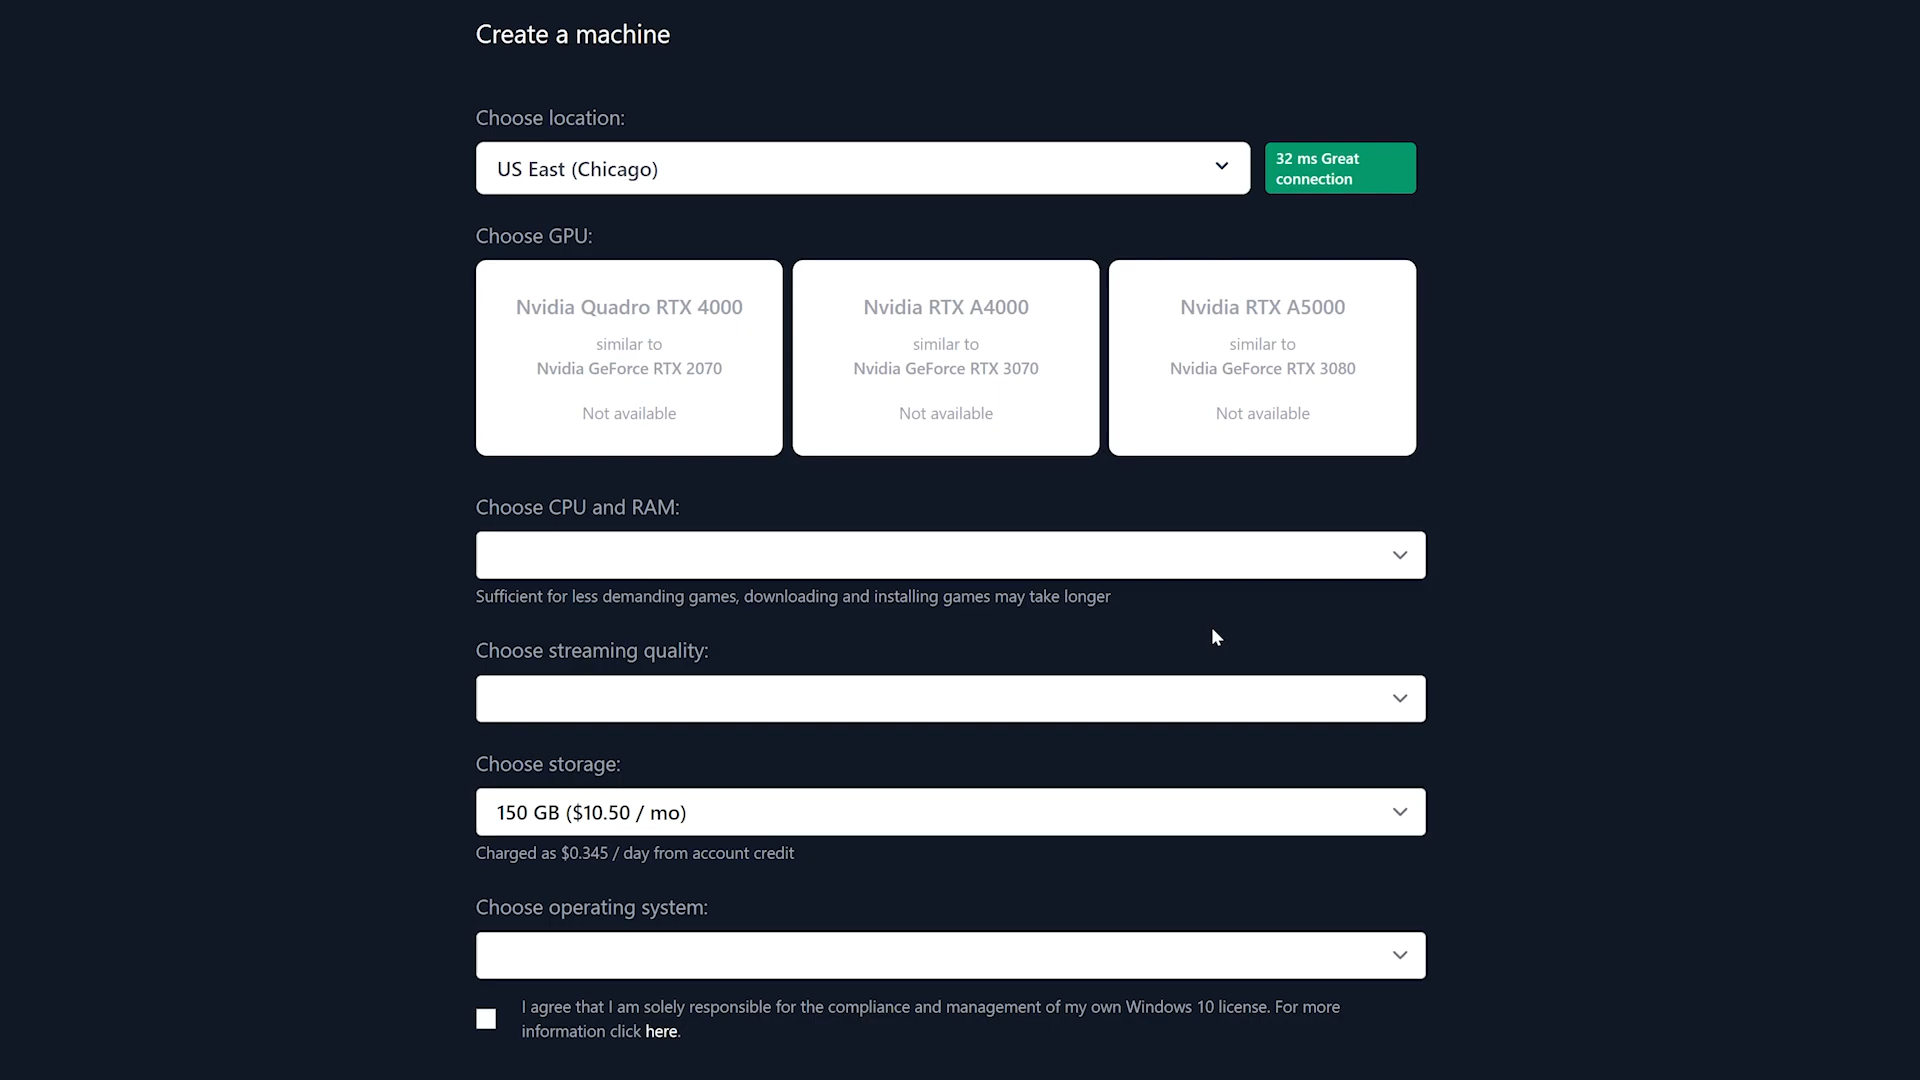 Create a machine
Choose location:
US East (Chicago)
32 ms Great
connection
Choose GPU:
Nvidia Quadro RTX 4000
similar to
Nvidia GeForce RTX 2070
Not available
Nvidia RTX A4000
similar to
Nvidia GeForce RTX 3070
Not available
Nvidia RTX A5000
similar to
Nvidia GeForce RTX 3080
Not available
Choose CPU and RAM:
Sufficient for less demanding games, downloading and installing games may take longer
Choose streaming quality:
Choose storage:
150 GB ($10.50 / mo)
Charged as $0.345 / day from account credit
Choose operating system:
I agree that I am solely responsible for the compliance and management of my own Windows 10 license. For more
information click here.